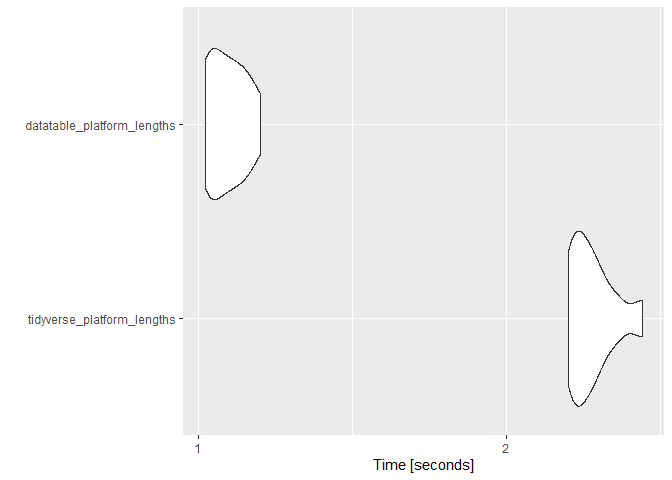 datatable_platform_lengths
tidyverse_platform_lengths
1
2
Time [seconds]